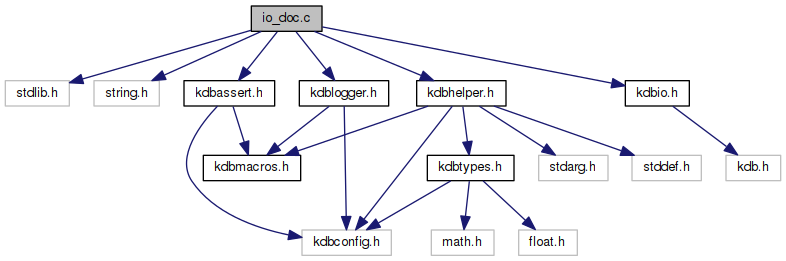 io_doc.c
stdlib.h
string.h
kdbassert.h
kdblogger.h
kdbhelper.h
kdbio.h
kdbmacros.h
kdbtypes.h
stdarg.h
stddef.h
kdb.h
kdbconfig.h
math.h
float.h